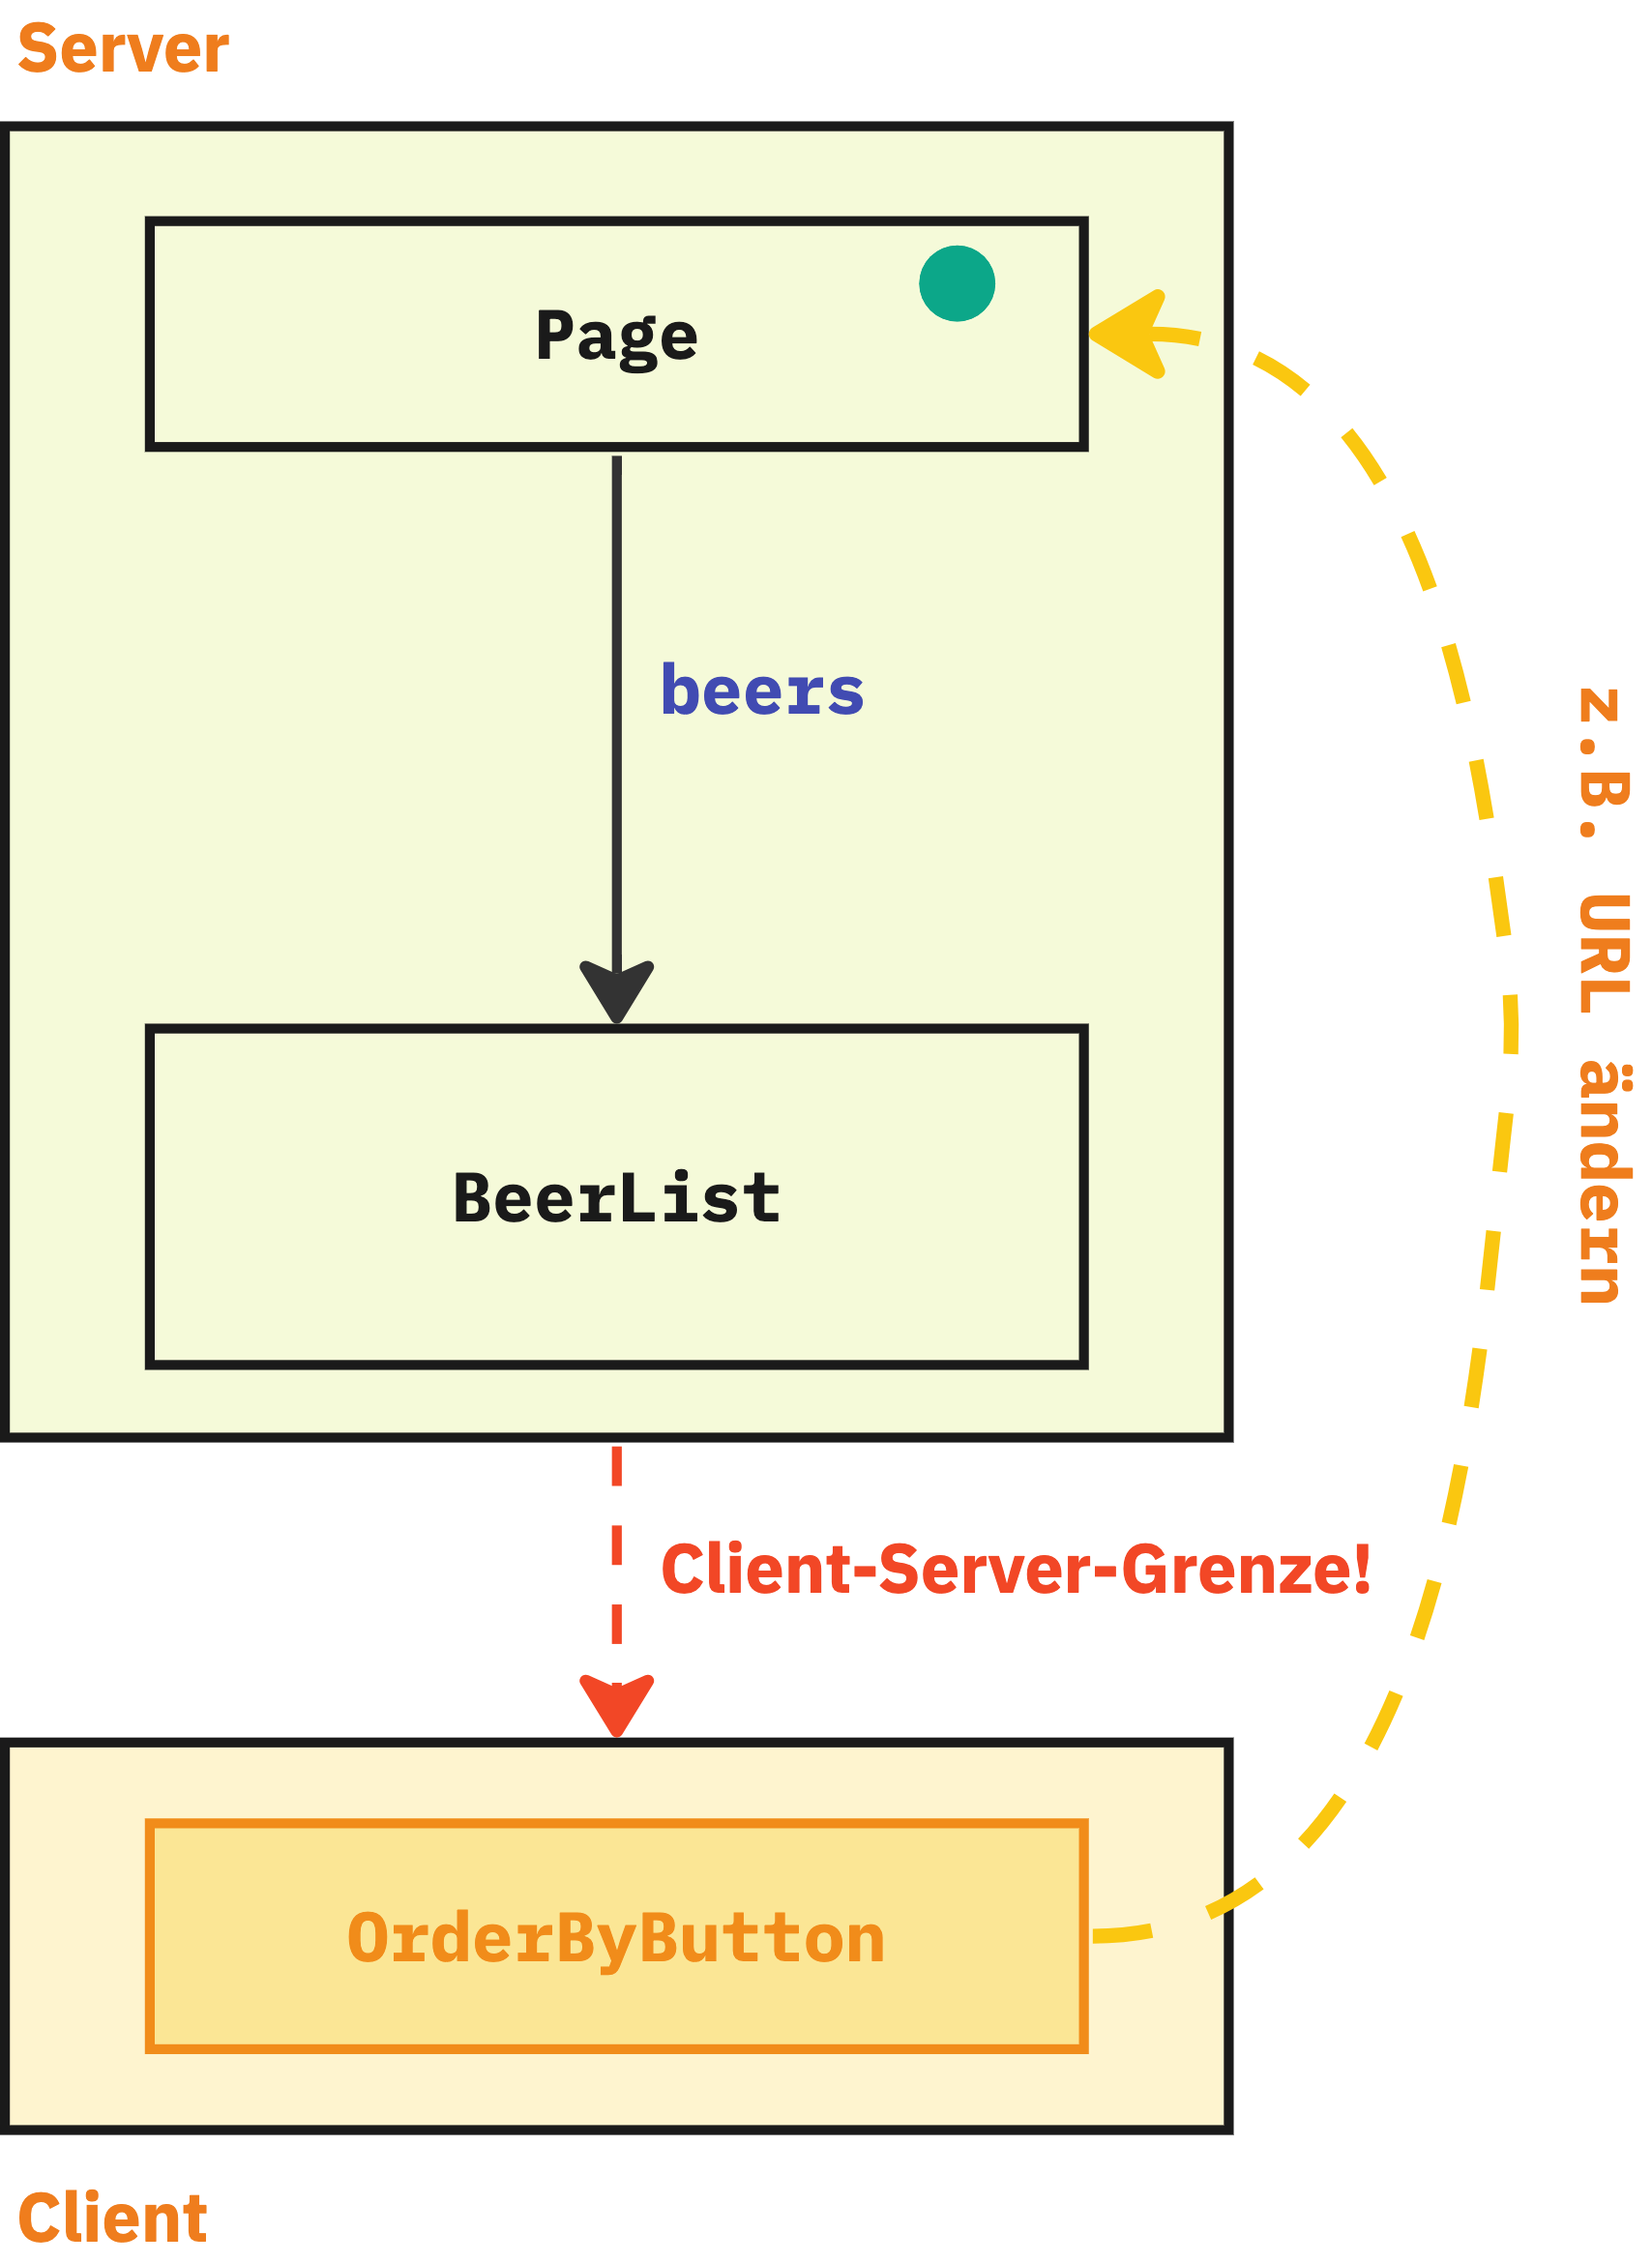 Server
Page
beers
z.B. URL ändern
BeerList
Client-Server-Grenze!
OrderByButton
Client